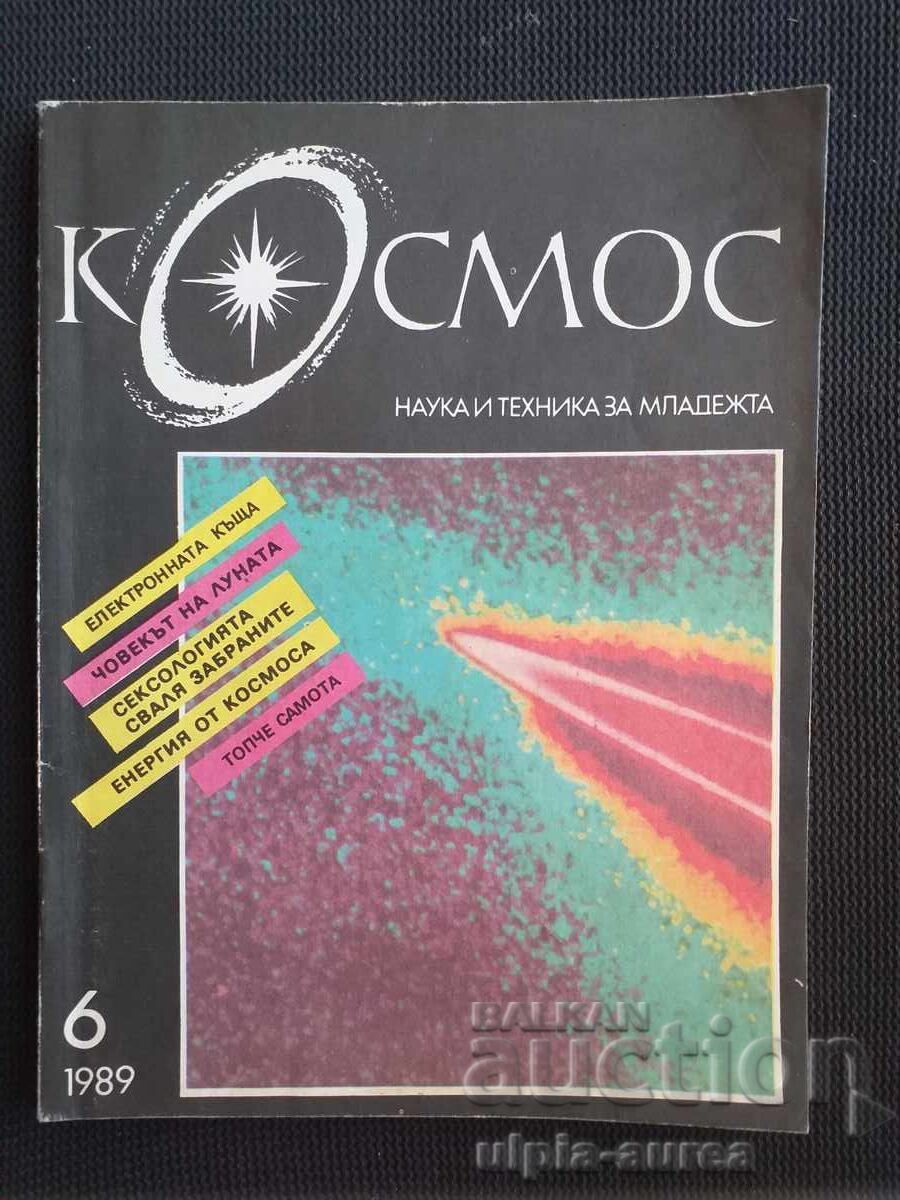 КОСМОС
НАУКА И ТЕХНИКА ЗА МЛАДЕЖТА
ЕЛЕКТРОННАТА КЪЩА
ЧОВЕКЪТ НА ЛУНАТА
СЕКСОЛОГИЯТА
СВАЛЯ ЗАБРАНИТЕ
ЕНЕРГИЯ ОТ КОСМОСА
ТОПЧЕ САМОТА
6
1989
BALKAN
auction
ulpia-aurea